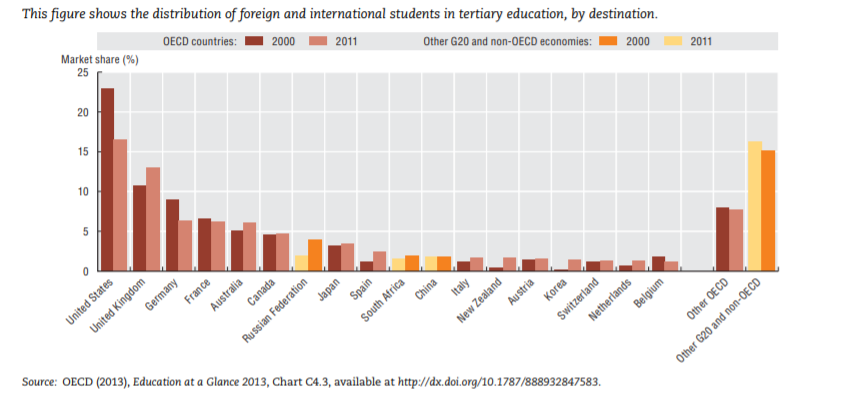 This figure shows the distribution of foreign and international students in tertiary education, by destination.
OECD countries: 2000 2011 Other G20 and non-OECD economies: 2000 2011
Market share (%)
25
20
15
10
5
0
United States
United Kingdom
Germany
France
Australia
Canada
Russian Federation
Japan
Spain
South Africa
China
Italy
New Zealand
Austria
Korea
Switzerland
Netherlands
Belgium
Other OECD
Other G20 and non-OECD
Source: OECD (2013), Education at a Glance 2013, Chart C4.3, available at http://dx.doi.org/10.1787/888932847583.